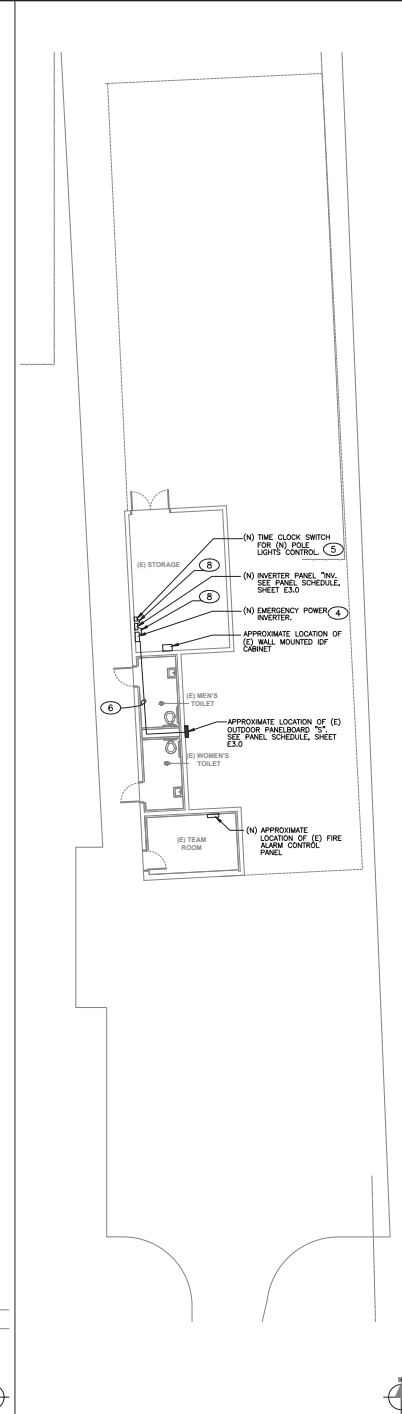 (N) TIME CLOCK SWITCH
FOR (N) POLE
LIGHTS CONTROL. 5
(E) STORAGE
8
(N) INVERTER PANEL "INV.
SEE PANEL SCHEDULE,
SHEET E3.0
8
(N) EMERGENCY POWER 4
INVERTER.
APPROXIMATE LOCATION OF
(E) WALL MOUNTED IDF
CABINET
(E) MEN'S
TOILET
6
APPROXIMATE LOCATION OF (E)
OUTDOOR PANELBOARD "S".
SEE PANEL SCHEDULE, SHEET
E3.0
(E) WOMEN'S
TOILET
(N) APPROXIMATE
LOCATION OF (E) FIRE
ALARM CONTROL
PANEL
(E) TEAM
ROOM